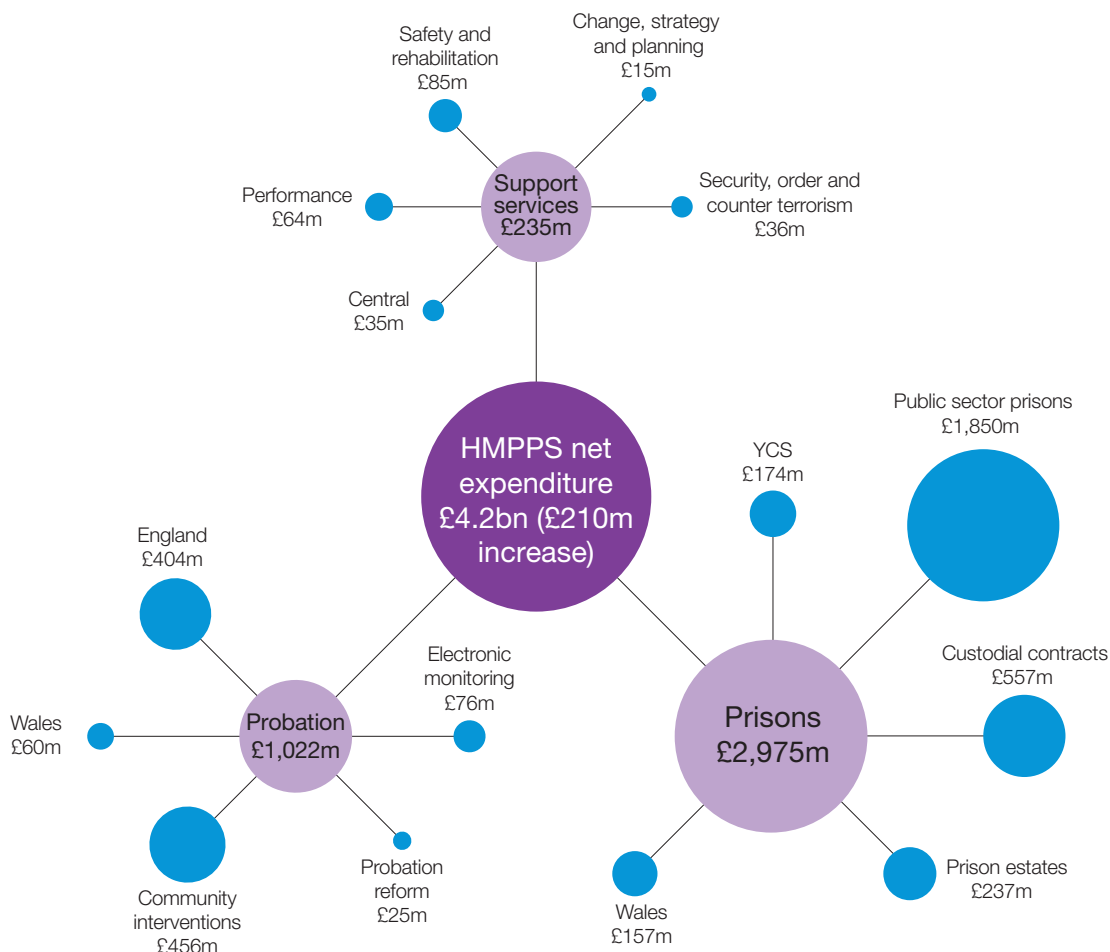 Safety and
rehabilitation
£85m
Change, strategy
and planning
£15m
Performance
£64m
Support
services
£235m
Security, order and
counter terrorism
£36m
Central
£35m
HMPPS net
expenditure
£4.2bn (£210m
increase)
Public sector prisons
£1,850m
YCS
£174m
England
£404m
Electronic
monitoring
£76m
Custodial contracts
£557m
Wales
£60m
Probation
£1,022m
Prisons
£2,975m
Community
interventions
£456m
Probation
reform
£25m
Wales
£157m
Prison estates
£237m